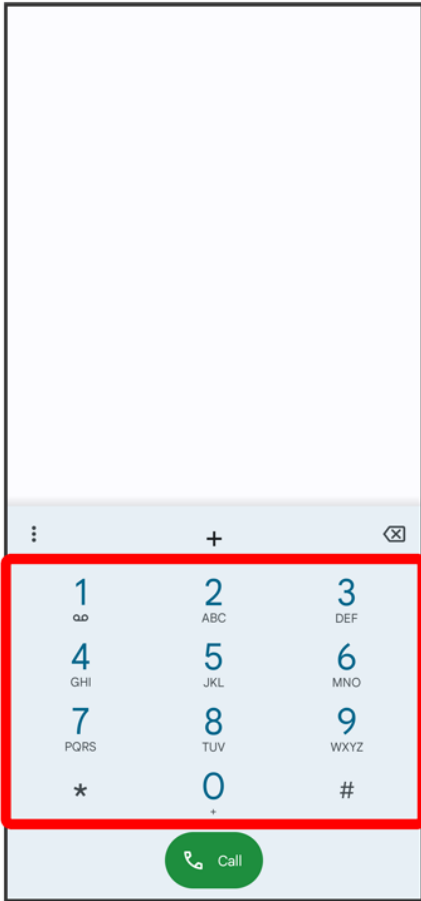 +
1 2 3
ABC DEF
4 5 6
GHI JKL MNO
7 8 9
PQRS TUV WXYZ
* 0 #
+
Call